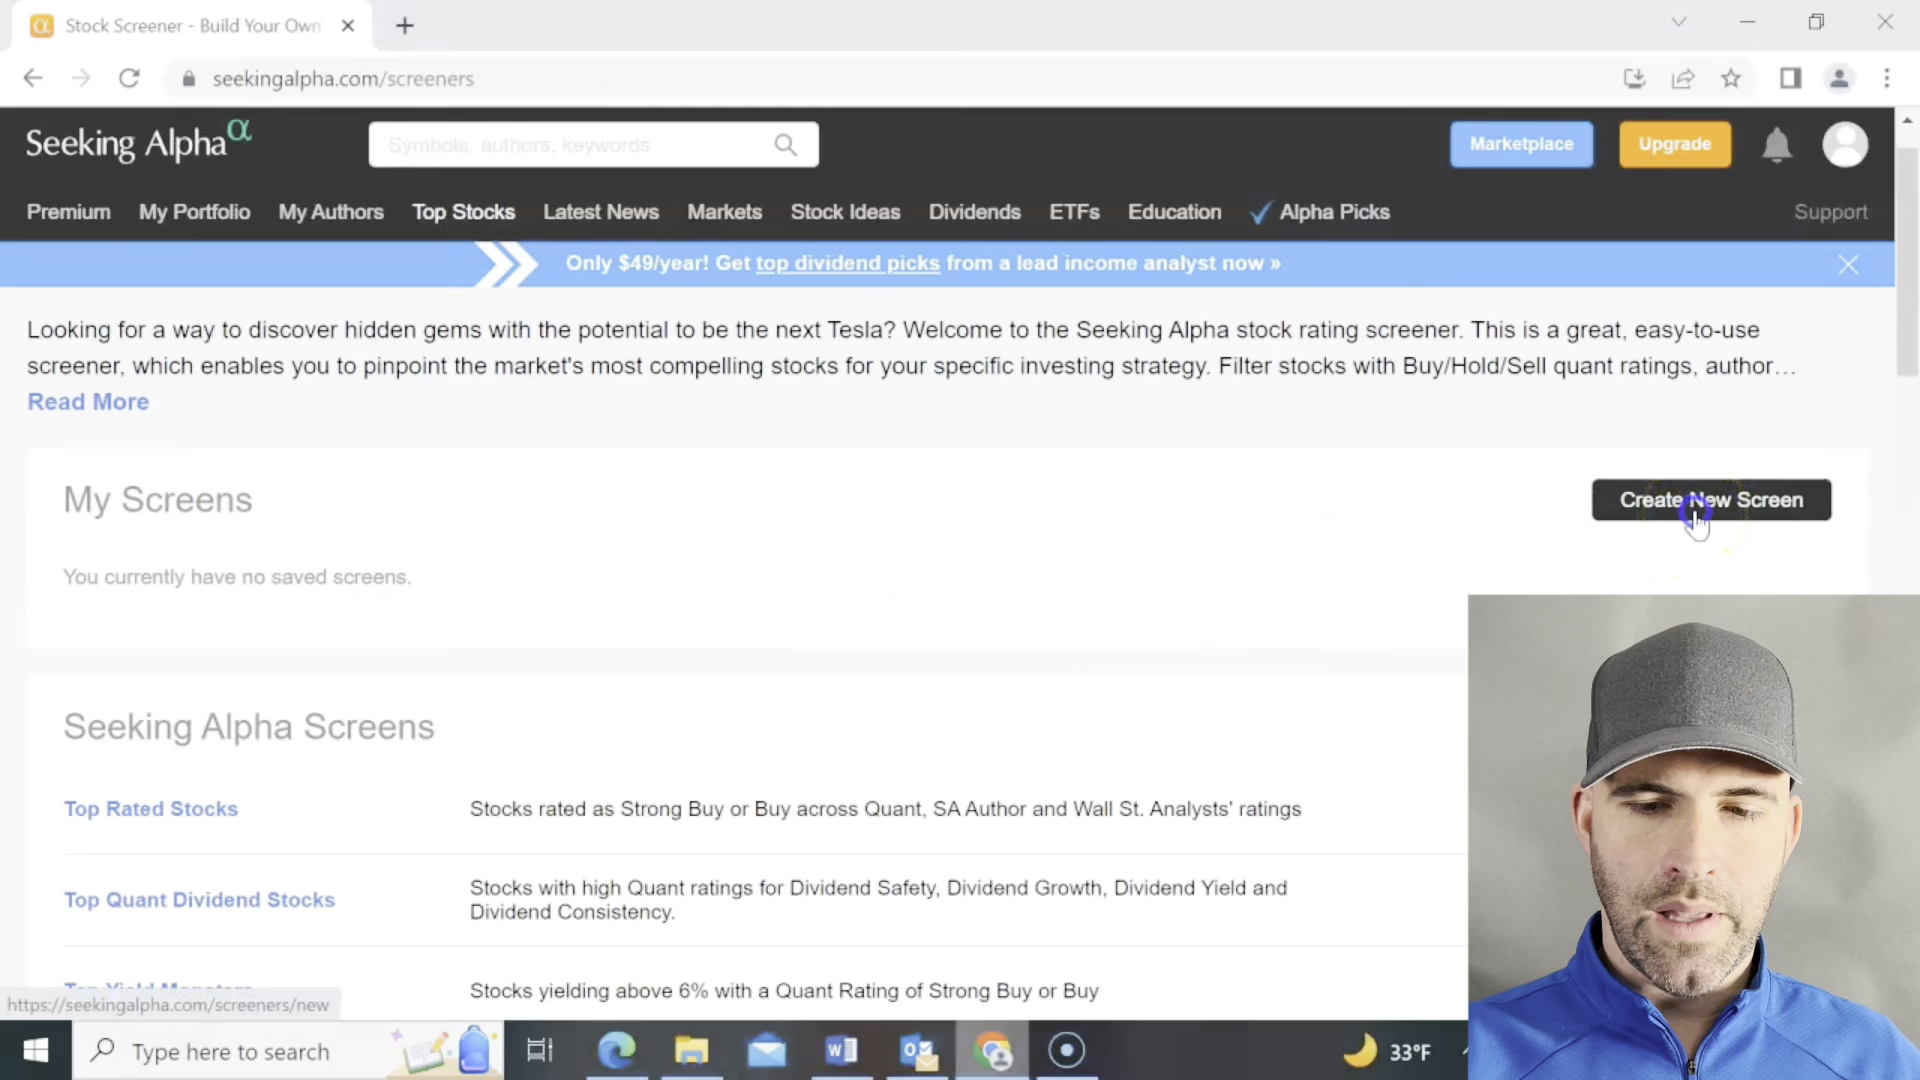 Stock Screener - Build Your Own
seekingalpha.com/screeners
Seeking Alpha α
Symbols, authors, keywords
Marketplace
Upgrade
Premium My Portfolio My Authors Top Stocks Latest News Markets Stock Ideas Dividends ETFs Education Alpha Picks Support
Only $49/year! Get top dividend picks from a lead income analyst now »
Looking for a way to discover hidden gems with the potential to be the next Tesla? Welcome to the Seeking Alpha stock rating screener. This is a great, easy-to-use
screener, which enables you to pinpoint the market's most compelling stocks for your specific investing strategy. Filter stocks with Buy/Hold/Sell quant ratings, author...
Read More
My Screens
Create New Screen
You currently have no saved screens.
Seeking Alpha Screens
Top Rated Stocks
Stocks rated as Strong Buy or Buy across Quant, SA Author and Wall St. Analysts' ratings
Top Quant Dividend Stocks
Stocks with high Quant ratings for Dividend Safety, Dividend Growth, Dividend Yield and
Dividend Consistency.
Top Yield Monsters
Stocks yielding above 6% with a Quant Rating of Strong Buy or Buy
https://seekingalpha.com/screeners/new
Type here to search
33°F